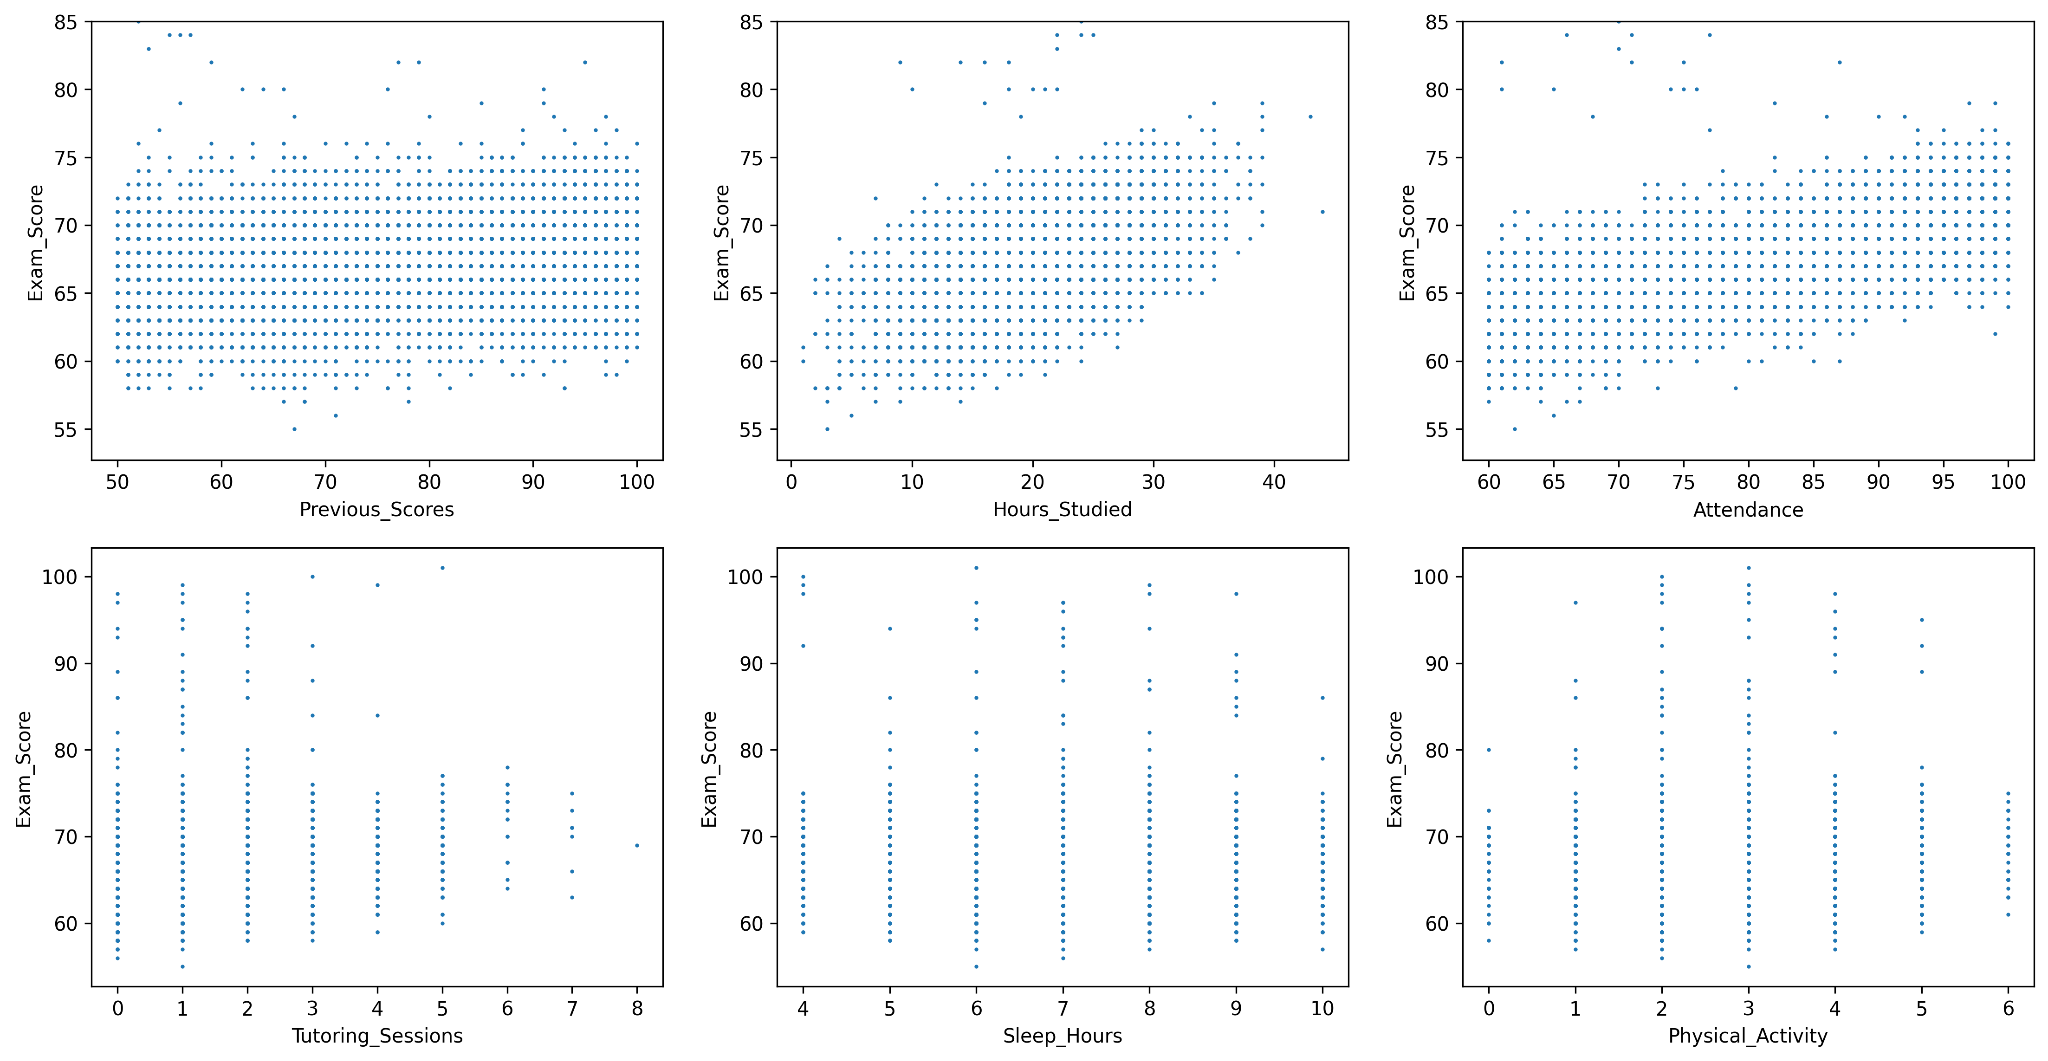 85
80
75
70
65
60
55
Exam_Score
50 60 70 80 90 100
Previous_Scores
85
80
75
70
65
60
55
Exam_Score
0 10 20 30 40
Hours_Studied
85
80
75
70
65
60
55
Exam_Score
60 65 70 75 80 85 90 95 100
Attendance
100
90
80
70
60
Exam_Score
0 1 2 3 4 5 6 7 8
Tutoring_Sessions
100
90
80
70
60
Exam_Score
4 5 6 7 8 9 10
Sleep_Hours
100
90
80
70
60
Exam_Score
0 1 2 3 4 5 6
Physical_Activity